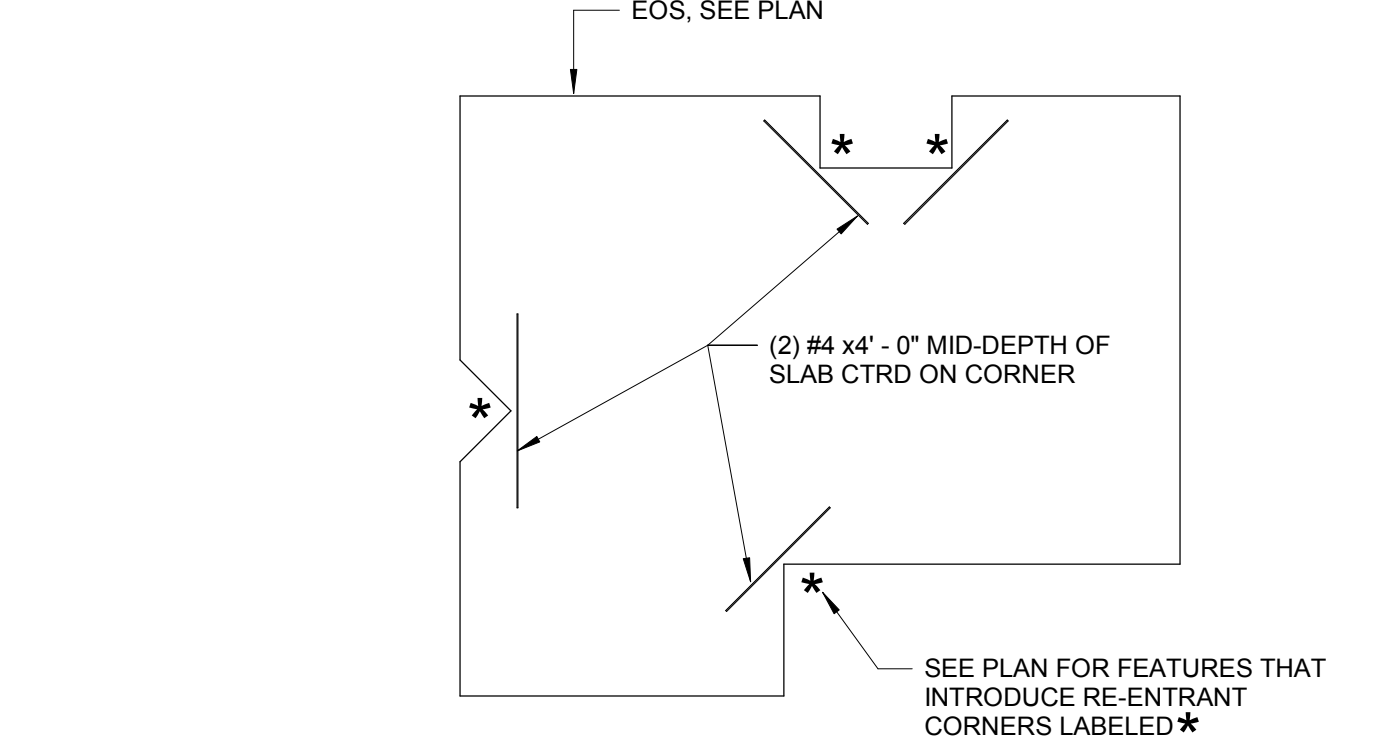 EOS, SEE PLAN
*
*
(2) #4 x4' - 0" MID-DEPTH OF
SLAB CTRD ON CORNER
*
*
SEE PLAN FOR FEATURES THAT
INTRODUCE RE-ENTRANT
CORNERS LABELED *